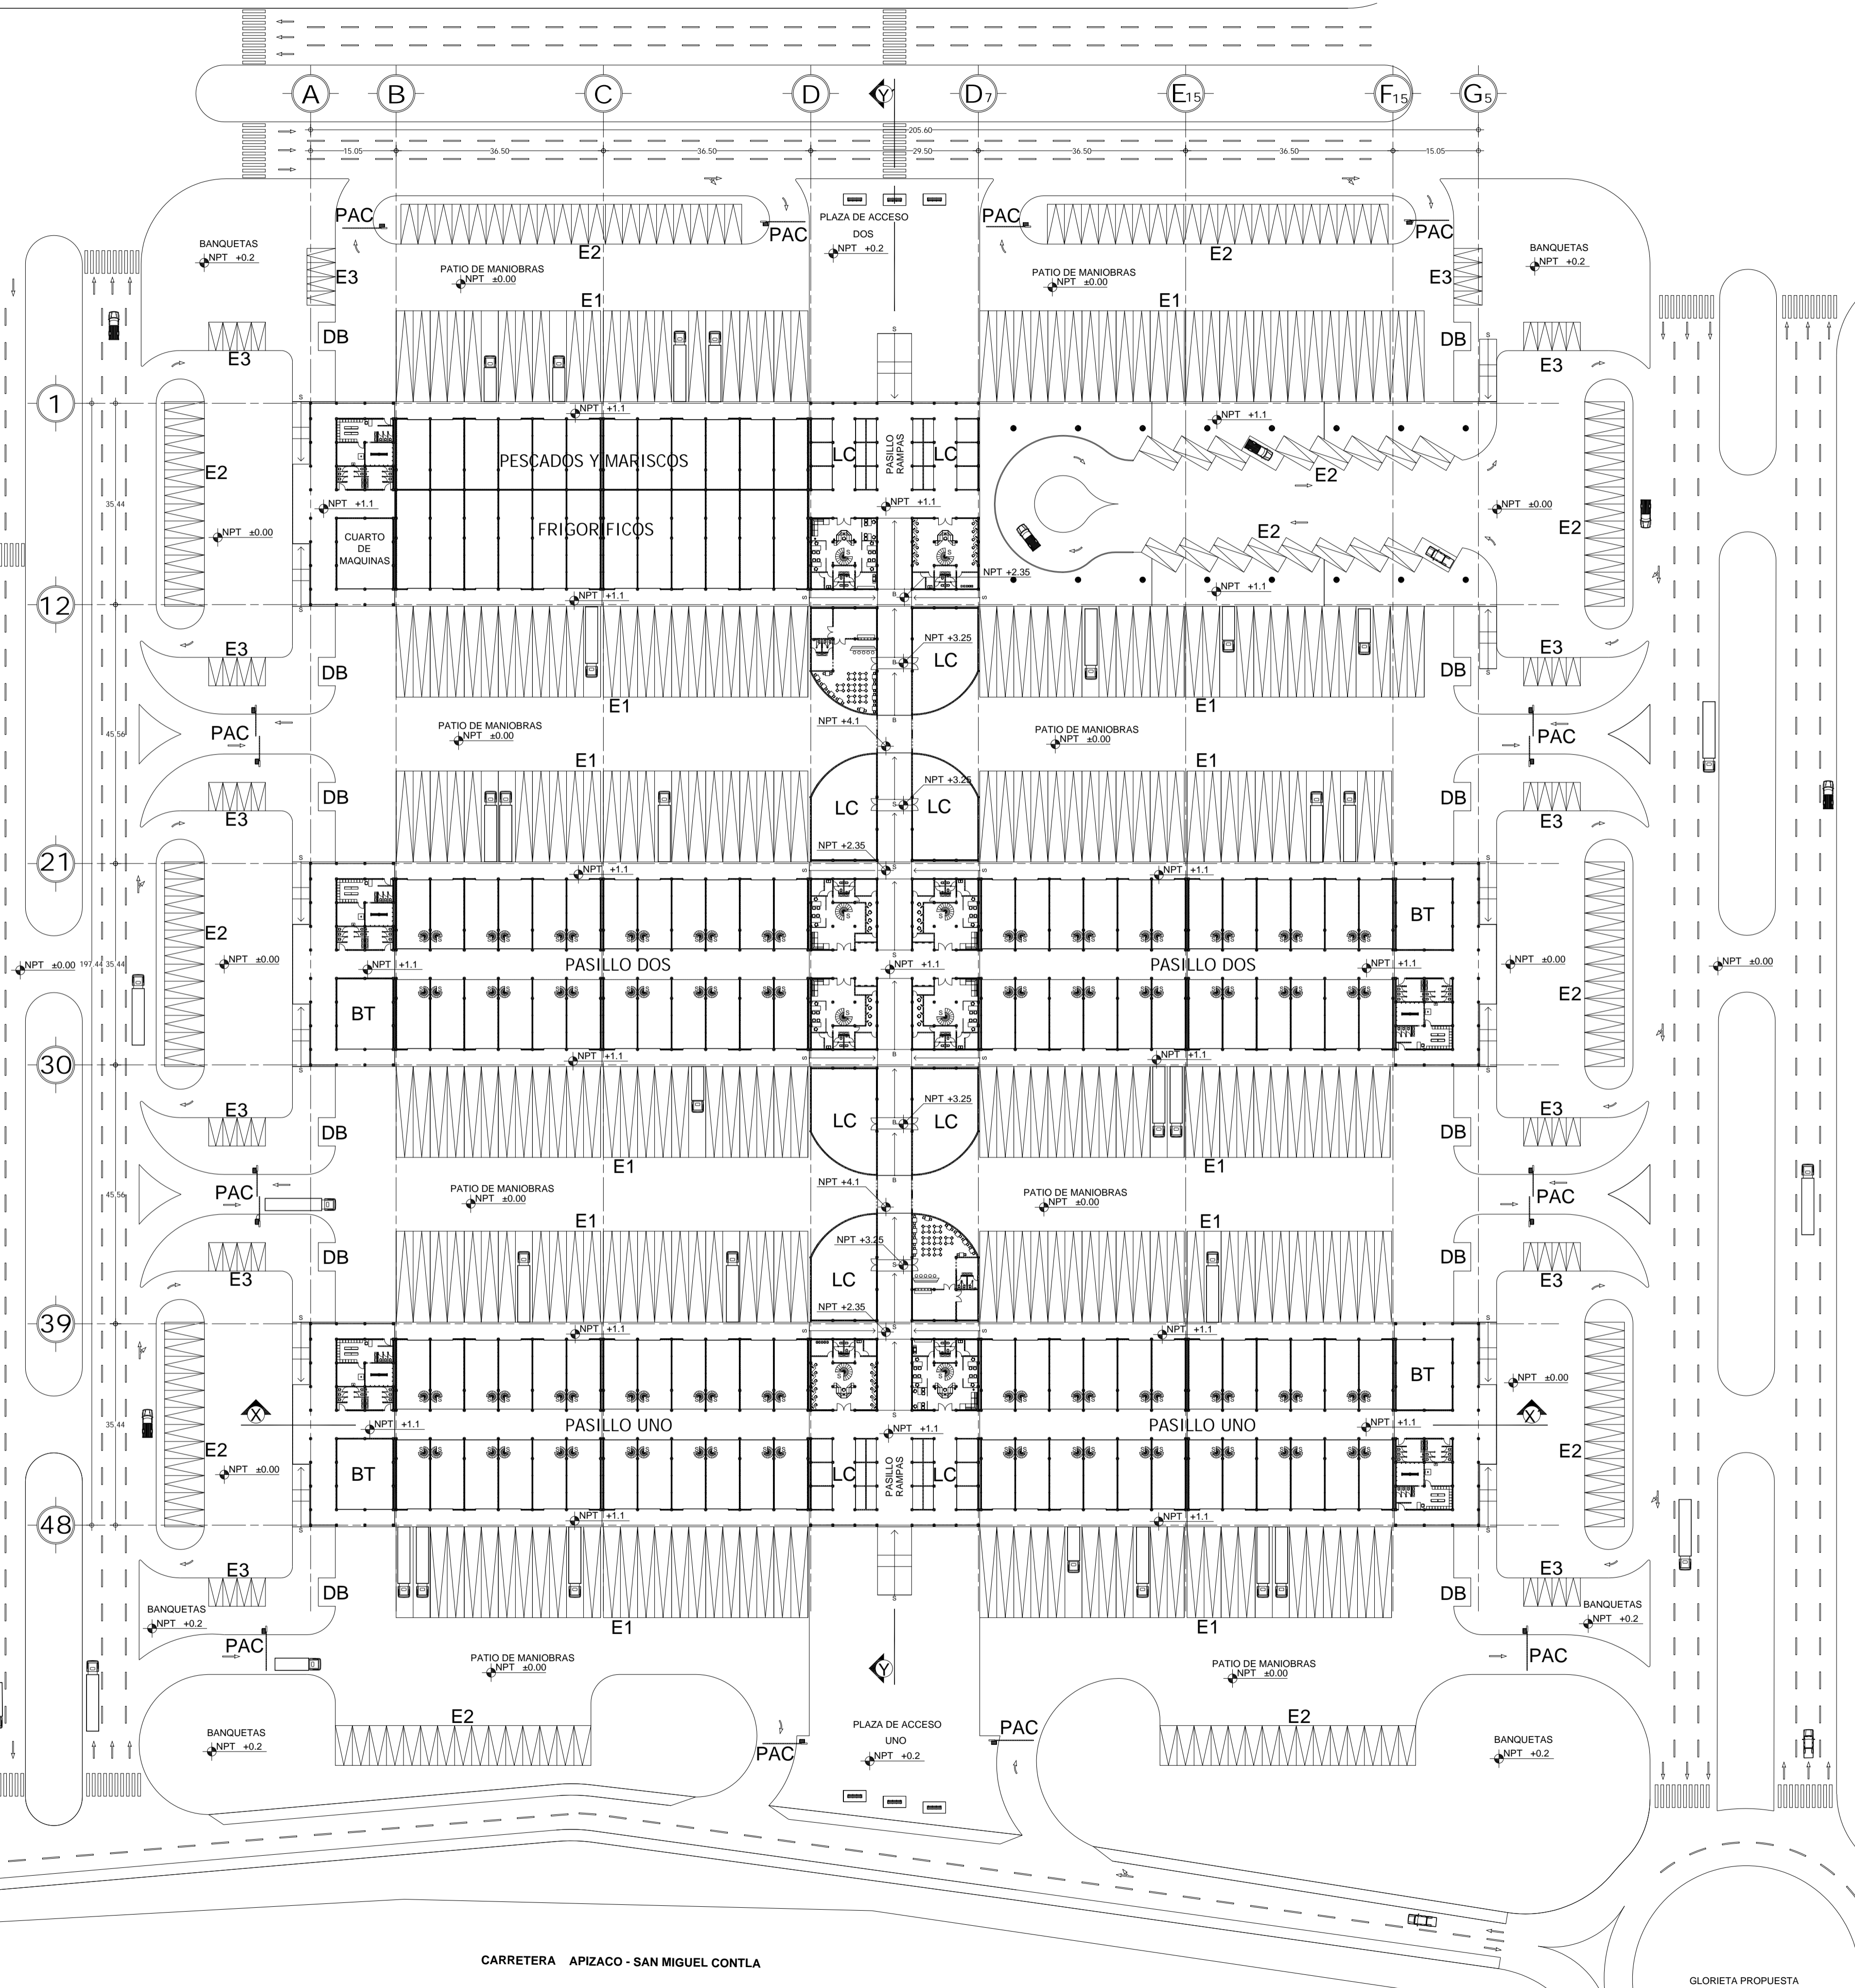 A B C D Y' D7 E15 F15 G5
205.60
15.05 36.50 36.50 29.50 36.50 36.50 15.05
PAC PAC PAC PAC
PLAZA DE ACCESO
DOS
NPT +0.2
BANQUETAS
NPT +0.2
E2 E2
BANQUETAS
NPT +0.2
E3 E3
PATIO DE MANIOBRAS
NPT ±0.00
PATIO DE MANIOBRAS
NPT ±0.00
E1 E1
DB DB
S S
E3 E3
1
S S
NPT +1.1 NPT +1.1
PESCADOS Y MARISCOS
LC
PASILLO
RAMPAS
LC
E2 E2
35.44
NPT +1.1 NPT +1.1 NPT ±0.00
FRIGORIFICOS
NPT ±0.00
CUARTO
DE
MAQUINAS
E2 E2
NPT +2.35
NPT +1.1 NPT +1.1
12
S B S
E3 E3
NPT +3.25
LC
DB DB
E1 E1
NPT +4.1
PATIO DE MANIOBRAS
NPT ±0.00
PATIO DE MANIOBRAS
NPT ±0.00
45.56
PAC PAC
E1 E1
NPT +3.25
DB LC LC DB
E3 E3
NPT +2.35
21
NPT +1.1 NPT +1.1
BT
E2
NPT ±0.00 197.44 35.44 NPT ±0.00 NPT +1.1 PASILLO DOS NPT +1.1 PASILLO DOS NPT +1.1 NPT ±0.00 NPT ±0.00
E2
BT
NPT +1.1 NPT +1.1
30
NPT +3.25
E3 LC LC E3
DB DB
E1 E1
NPT +4.1
PATIO DE MANIOBRAS
NPT ±0.00
PATIO DE MANIOBRAS
NPT ±0.00
45.56
PAC PAC
E1 E1
NPT +3.25
DB DB
E3 LC E3
NPT +2.35
39
NPT +1.1 NPT +1.1
BT
NPT ±0.00
X X'
35.44
NPT +1.1 PASILLO UNO NPT +1.1 PASILLO UNO NPT +1.1
E2 E2
NPT ±0.00
BT
LC
PASILLO
RAMPAS
LC
NPT +1.1 NPT +1.1
48
E3 E3
DB DB
BANQUETAS
NPT +0.2
BANQUETAS
NPT +0.2
E1 E1
PAC PAC
PATIO DE MANIOBRAS
NPT ±0.00
Y
PATIO DE MANIOBRAS
NPT ±0.00
E2 E2
BANQUETAS
NPT +0.2
PLAZA DE ACCESO
UNO
NPT +0.2
PAC PAC
BANQUETAS
NPT +0.2
CARRETERA APIZACO - SAN MIGUEL CONTLA
GLORIETA PROPUESTA